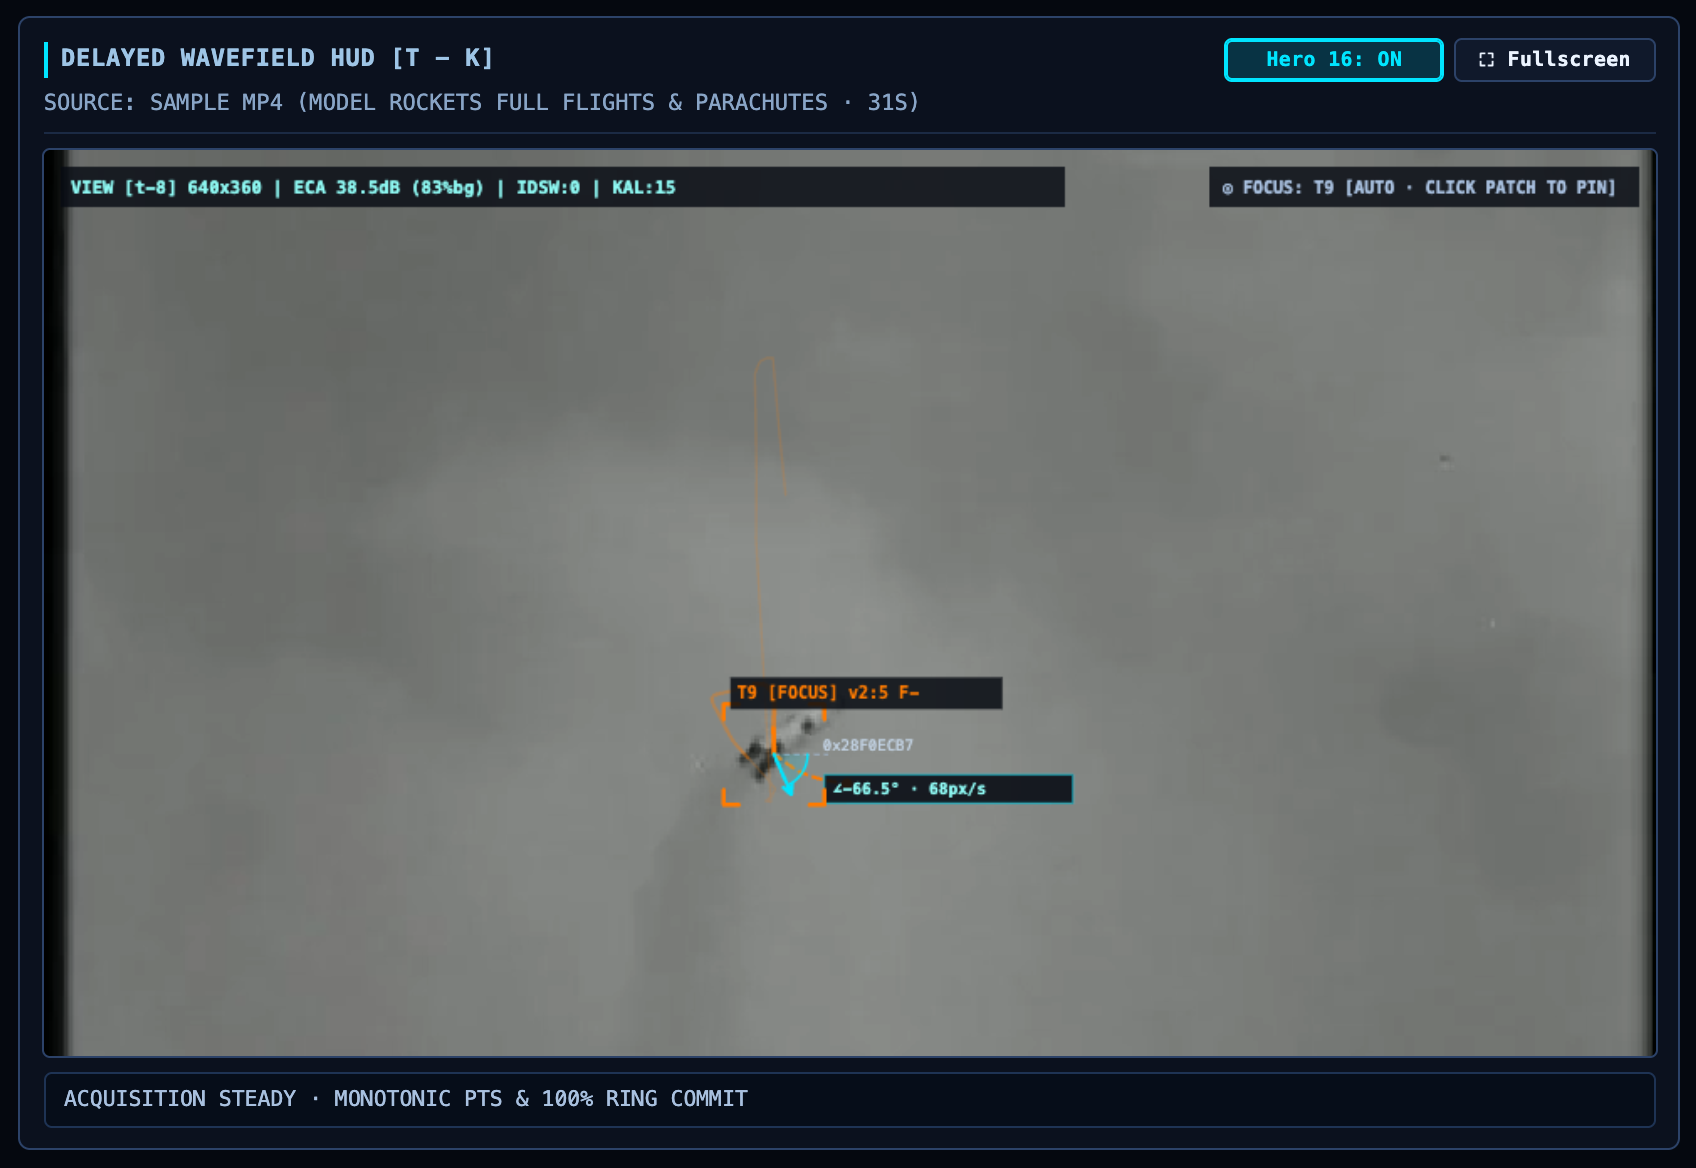 DELAYED WAVEFIELD HUD [T − K]
Hero 16: ON
⛶ Fullscreen
SOURCE: SAMPLE MP4 (MODEL ROCKETS FULL FLIGHTS & PARACHUTES · 31S)
VIEW [t−8] 640x360 | ECA 38.5dB (83%bg) | IDSW:0 | KAL:15
◎ FOCUS: T9 [AUTO · CLICK PATCH TO PIN]
T9 [FOCUS] v2:5 F−
0x28F0ECB7
∠−66.5° · 68px/s
ACQUISITION STEADY · MONOTONIC PTS & 100% RING COMMIT